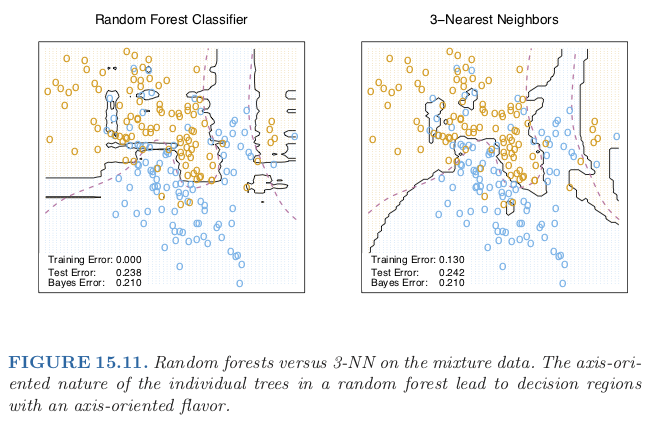 Random Forest Classifier
3−Nearest Neighbors
Training Error: 0.000
Test Error: 0.238
Bayes Error: 0.210
Training Error: 0.130
Test Error: 0.242
Bayes Error: 0.210
FIGURE 15.11. Random forests versus 3-NN on the mixture data. The axis-ori-
ented nature of the individual trees in a random forest lead to decision regions
with an axis-oriented flavor.